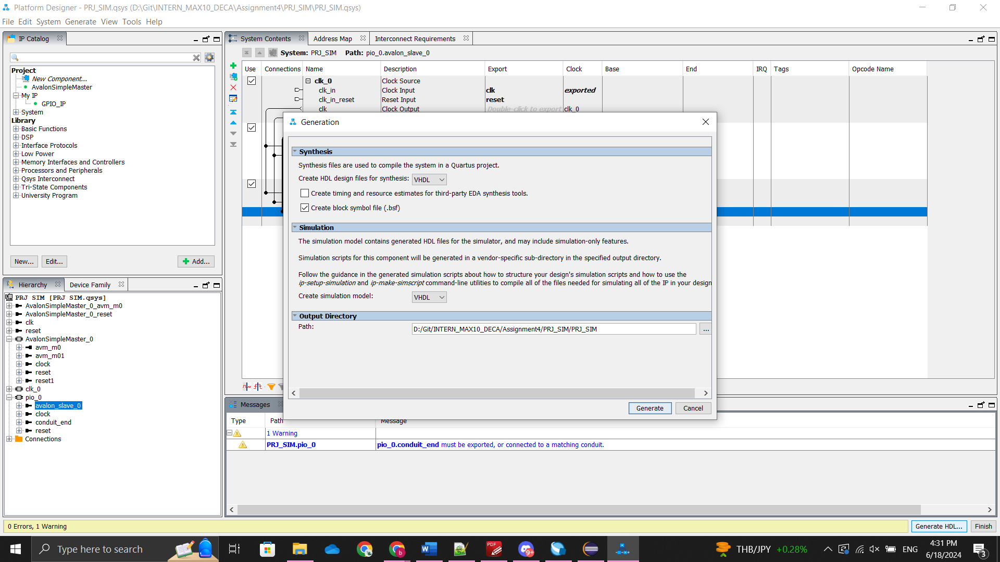 Platform Designer - PRJ_SIM.qsys (D:\Git\INTERN_MAX10_DECA\Assignment4\PRJ_SIM\PRJ_SIM.qsys)
File Edit System Generate View Tools Help
IP Catalog
Project
New Component...
AvalonSimpleMaster
My IP
GPIO_IP
System
Library
Basic Functions
DSP
Interface Protocols
Low Power
Memory Interfaces and Controllers
Processors and Peripherals
Qsys Interconnect
Tri-State Components
University Program
New... Edit... Add...
Hierarchy Device Family
PRJ SIM [PRJ SIM.qsys]
AvalonSimpleMaster_0_avm_m0
AvalonSimpleMaster_0_reset
clk
reset
AvalonSimpleMaster_0
avm_m0
avm_m01
clock
reset
reset1
clk_0
pio_0
avalon_slave_0
clock
conduit_end
reset
Connections
System Contents Address Map Interconnect Requirements
System: PRJ_SIM Path: pio_0.avalon_slave_0
Use Connections Name Description Export Clock Base End IRQ Tags Opcode Name
clk_0 Clock Source
clk_in Clock Input clk exported
clk_in_reset Reset Input reset
clk Clock Output Double-click to export clk_0
Generation
Synthesis
Synthesis files are used to compile the system in a Quartus project.
Create HDL design files for synthesis: VHDL
Create timing and resource estimates for third-party EDA synthesis tools.
Create block symbol file (.bsf)
Simulation
The simulation model contains generated HDL files for the simulator, and may include simulation-only features.
Simulation scripts for this component will be generated in a vendor-specific sub-directory in the specified output directory.
Follow the guidance in the generated simulation scripts about how to structure your design's simulation scripts and how to use the
ip-setup-simulation and ip-make-simscript command-line utilities to compile all of the files needed for simulating all of the IP in your design
Create simulation model: VHDL
Output Directory
Path: D:/Git/INTERN_MAX10_DECA/Assignment4/PRJ_SIM/PRJ_SIM ...
Generate Cancel
Messages
Type Path Message
1 Warning
PRJ_SIM.pio_0 pio_0.conduit_end must be exported, or connected to a matching conduit.
0 Errors, 1 Warning
Generate HDL... Finish
Type here to search
THB/JPY +0.28%
ENG
4:31 PM
6/18/2024
3